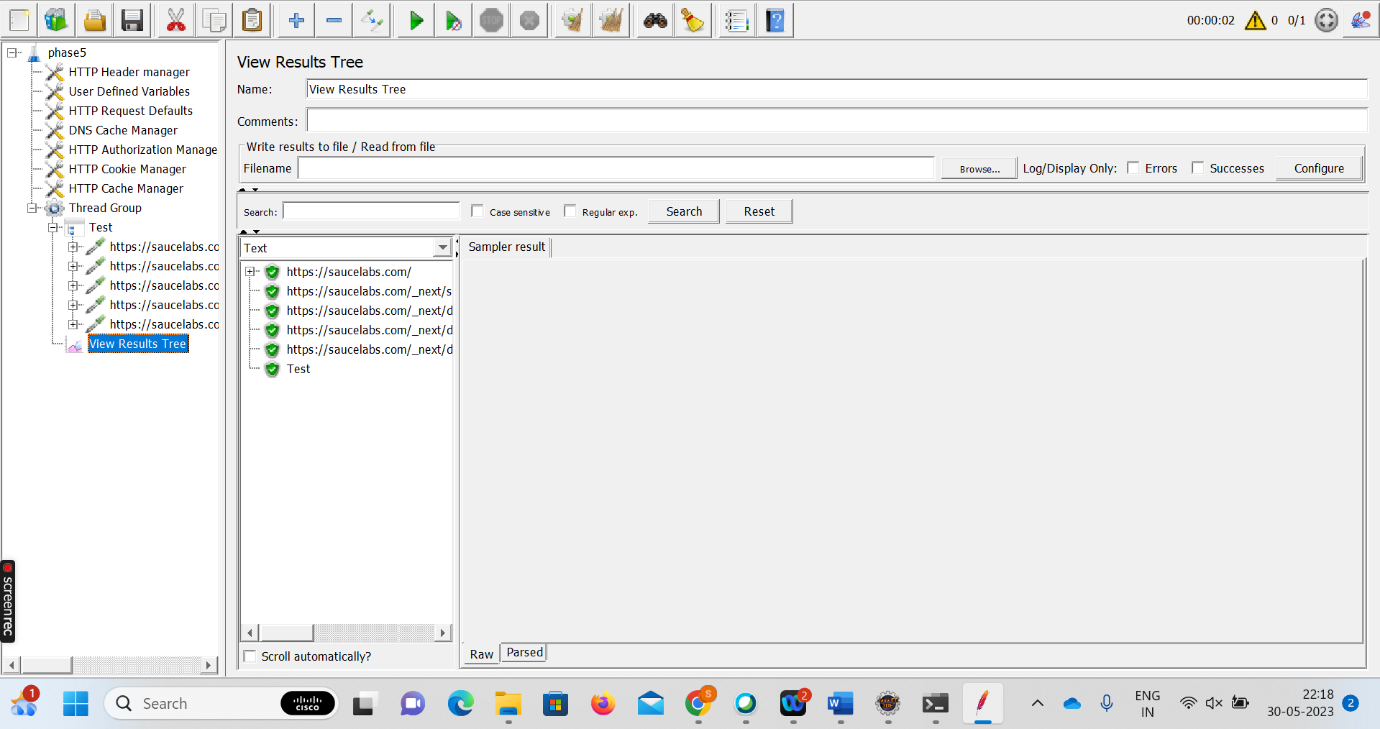 STOP
00:00:02
0
0/1
phase5
HTTP Header manager
User Defined Variables
HTTP Request Defaults
DNS Cache Manager
HTTP Authorization Manage
HTTP Cookie Manager
HTTP Cache Manager
Thread Group
Test
https://saucelabs.co
https://saucelabs.co
https://saucelabs.co
https://saucelabs.co
https://saucelabs.co
View Results Tree
View Results Tree
Name: View Results Tree
Comments:
Write results to file / Read from file
Filename Browse... Log/Display Only: Errors Successes Configure
Search: Case sensitive Regular exp. Search Reset
Text
https://saucelabs.com/
https://saucelabs.com/_next/s
https://saucelabs.com/_next/d
https://saucelabs.com/_next/d
https://saucelabs.com/_next/d
Test
Scroll automatically?
Sampler result
Raw Parsed
screenrec
1
Search
cisco
S
2
W
ENG
IN
22:18
30-05-2023
2